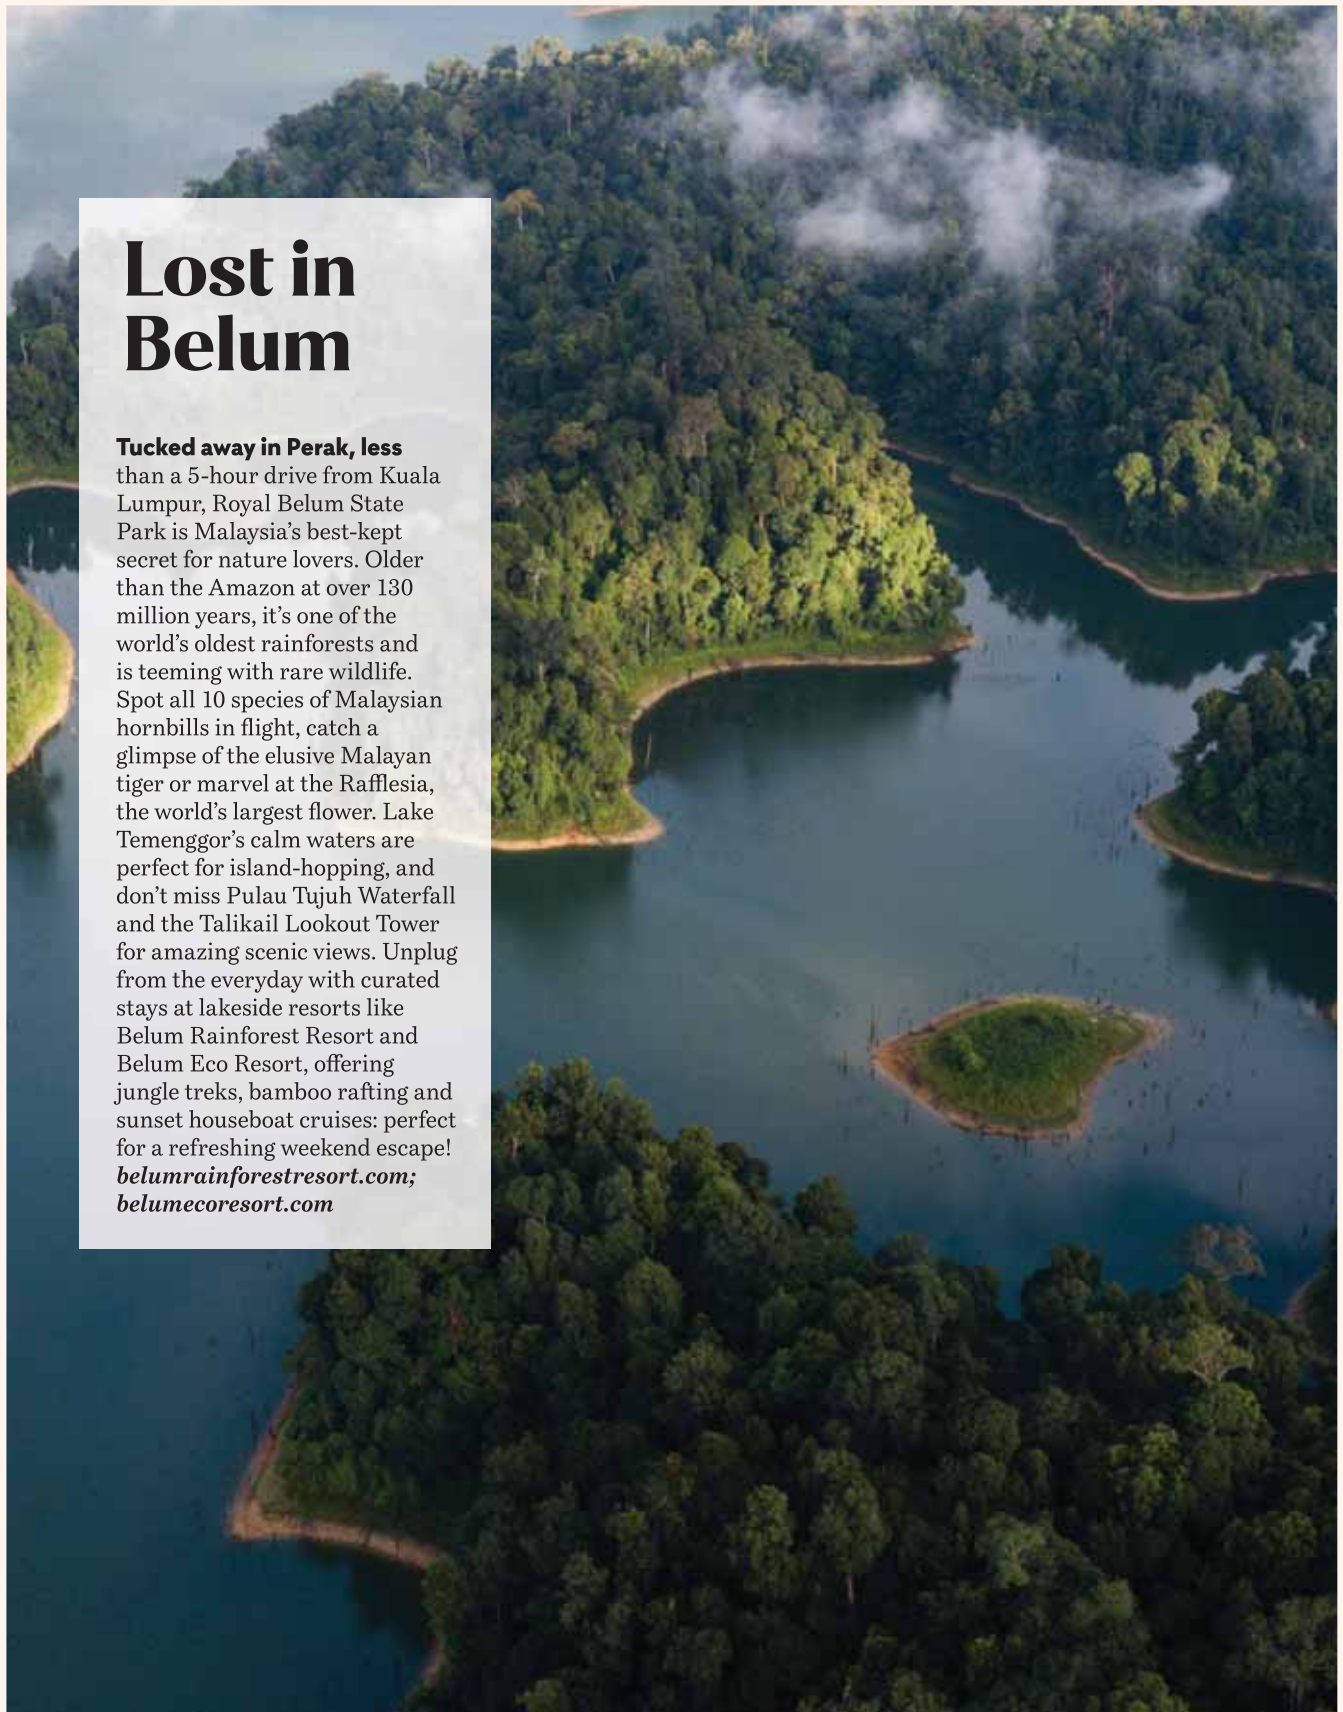 Lost in
Belum
Tucked away in Perak, less
than a 5-hour drive from Kuala
Lumpur, Royal Belum State
Park is Malaysia’s best-kept
secret for nature lovers. Older
than the Amazon at over 130
million years, it’s one of the
world’s oldest rainforests and
is teeming with rare wildlife.
Spot all 10 species of Malaysian
hornbills in flight, catch a
glimpse of the elusive Malayan
tiger or marvel at the Rafflesia,
the world’s largest flower. Lake
Temenggor’s calm waters are
perfect for island-hopping, and
don’t miss Pulau Tujuh Waterfall
and the Talikail Lookout Tower
for amazing scenic views. Unplug
from the everyday with curated
stays at lakeside resorts like
Belum Rainforest Resort and
Belum Eco Resort, offering
jungle treks, bamboo rafting and
sunset houseboat cruises: perfect
for a refreshing weekend escape!
belumrainforestresort.com;
belumecoresort.com